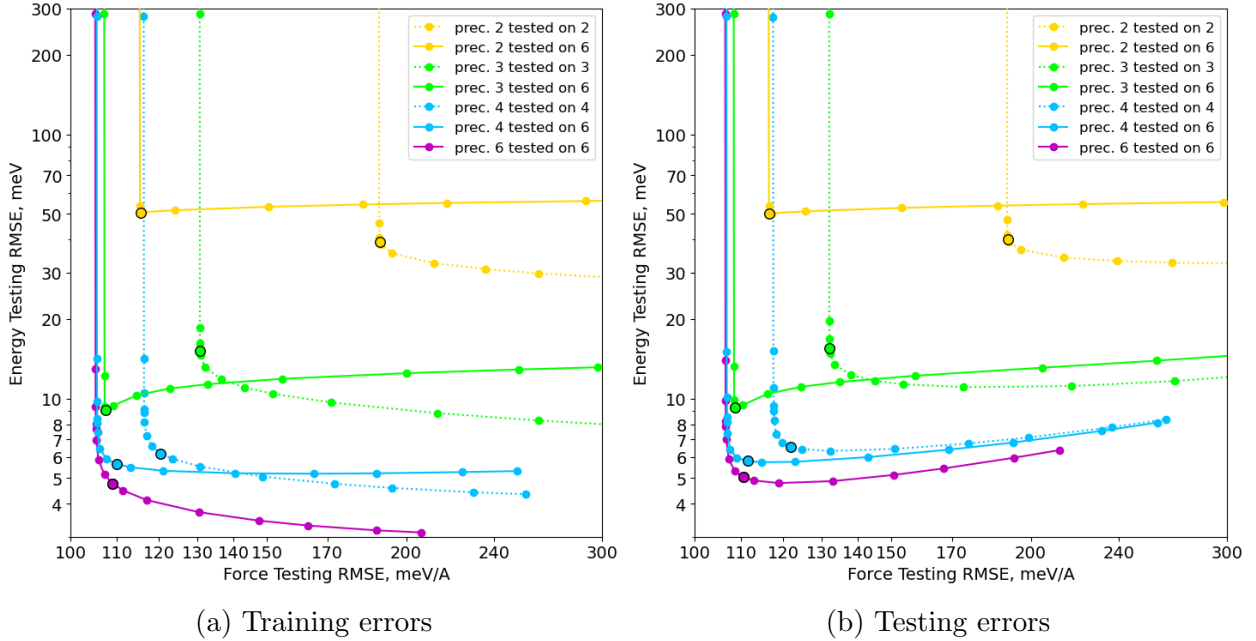 300
200
100
70
50
30
20
10
8
7
6
5
4
Energy Testing RMSE, meV
prec. 2 tested on 2
prec. 2 tested on 6
prec. 3 tested on 3
prec. 3 tested on 6
prec. 4 tested on 4
prec. 4 tested on 6
prec. 6 tested on 6
100 110 120 130 140 150 170 200 240 300
Force Testing RMSE, meV/A
(a) Training errors
300
200
100
70
50
30
20
10
8
7
6
5
4
Energy Testing RMSE, meV
prec. 2 tested on 2
prec. 2 tested on 6
prec. 3 tested on 3
prec. 3 tested on 6
prec. 4 tested on 4
prec. 4 tested on 6
prec. 6 tested on 6
100 110 120 130 140 150 170 200 240 300
Force Testing RMSE, meV/A
(b) Testing errors